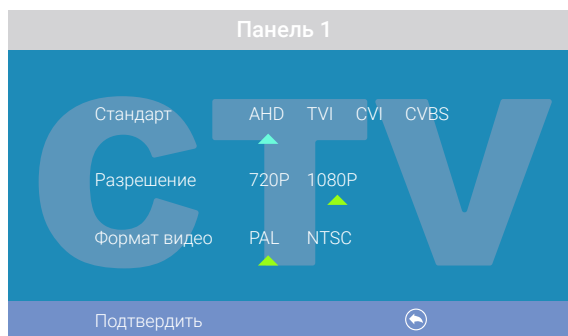 Панель 1
CTV
Стандарт AHD TVI CVI CVBS
Разрешение 720P 1080P
Формат видео PAL NTSC
Подтвердить